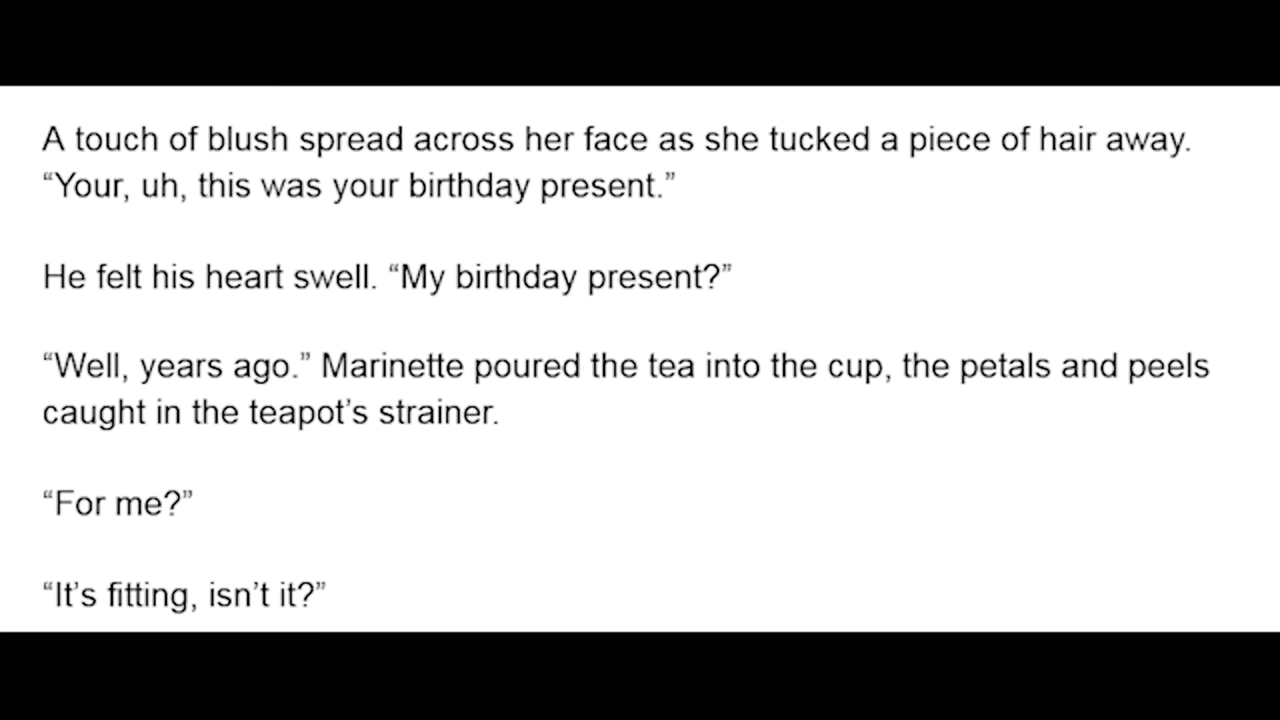 A touch of blush spread across her face as she tucked a piece of hair away.
“Your, uh, this was your birthday present.”
He felt his heart swell. “My birthday present?”
“Well, years ago.” Marinette poured the tea into the cup, the petals and peels
caught in the teapot’s strainer.
“For me?”
“It’s fitting, isn’t it?”